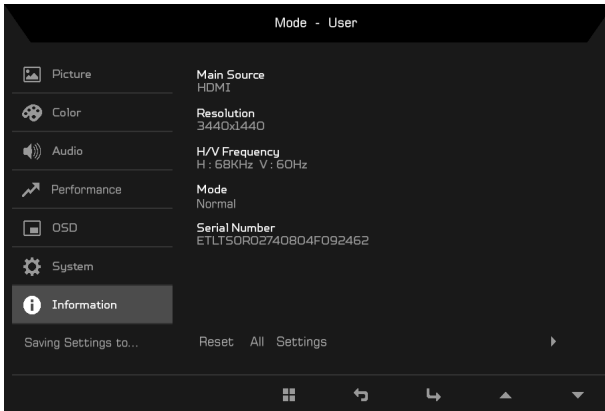 Mode - User
Picture
Color
Audio
Performance
OSD
System
Information
Saving Settings to...
Main Source
HDMI
Resolution
3440x1440
H/V Frequency
H : 68KHz V : 60Hz
Mode
Normal
Serial Number
ETLTS0R02740804F092462
Reset All Settings